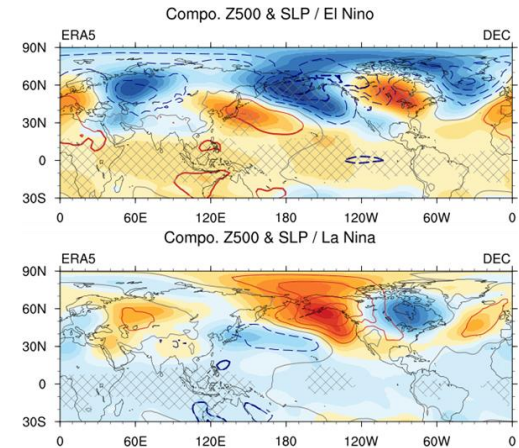 Compo. Z500 & SLP / El Nino
ERA5 DEC
90N
60N
30N
0
30S
0 60E 120E 180 120W 60W 0
Compo. Z500 & SLP / La Nina
ERA5 DEC
90N
60N
30N
0
30S
0 60E 120E 180 120W 60W 0